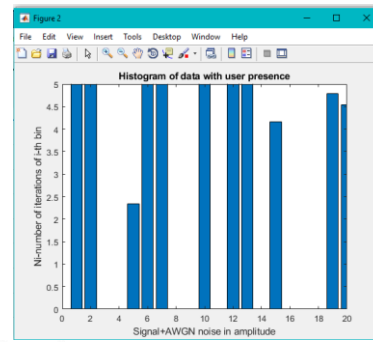 Figure 2
File Edit View Insert Tools Desktop Window Help
Histogram of data with user presence
Ni-number of iterations of i-th bin
5
4.5
4
3.5
3
2.5
2
1.5
1
0.5
0
0 2 4 6 8 10 12 14 16 18 20
Signal+AWGN noise in amplitude